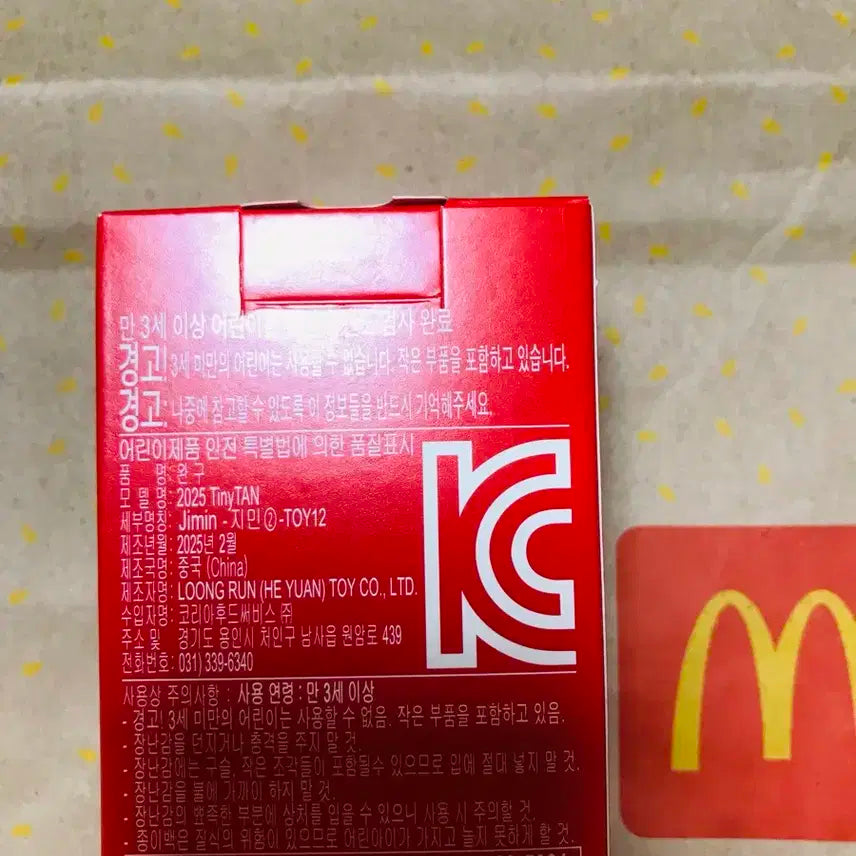 만 3세 이상 어린이 검사 완료
경고! 3세 미만의 어린이는 사용할 수 없습니다. 작은 부품을 포함하고 있습니다.
경고. 나중에 참고할 수 있도록 이 정보들을 반드시 기억해주세요.
어린이제품 안전 특별법에 의한 품질표시
품 명: 완구
모 델 명: 2025 TinyTAN
세부명칭: Jimin - 지민②-TOY12
제조년월: 2025년 2월
제조국명: 중국 (China)
제조자명: LOONG RUN (HE YUAN) TOY CO., LTD.
수입자명: 코리아후드써비스 ㈜
주소 및 경기도 용인시 처인구 남사읍 원암로 439
전화번호: 031) 339-6340
KC
사용상 주의사항 : 사용 연령 : 만 3세 이상
· 경고! 3세 미만의 어린이는 사용할 수 없음. 작은 부품을 포함하고 있음.
· 장난감을 던지거나 충격을 주지 말 것.
· 장난감에는 구슬, 작은 조각들이 포함될수 있으므로 입에 절대 넣지 말 것.
· 장난감을 불에 가까이 하지 말 것.
· 장난감의 뾰족한 부분에 상처를 입을 수 있으니 사용 시 주의할 것.
· 종이백은 질식의 위험이 있으므로 어린아이가 가지고 놀지 못하게 할 것.